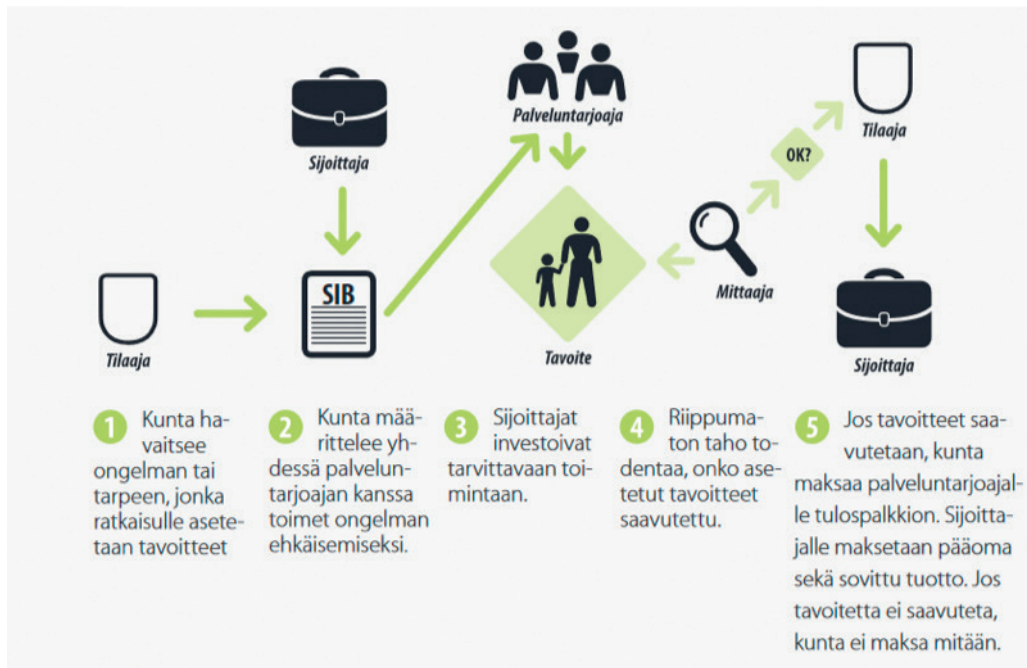 Sijoittaja
Palveluntarjoaja
Tilaaja
OK?
SIB
Mittaaja
Tilaaja
Tavoite
Sijoittaja
1 Kunta ha-
vaitsee
ongelman tai
tarpeen, jonka
ratkaisulle asete-
taan tavoitteet
2 Kunta mää-
rittelee yh-
dessä palvelun-
tarjoajan kanssa
toimet ongelman
ehkäisemiseksi.
3 Sijoittajat
investoivat
tarvittavaan toi-
mintaan.
4 Riippuma-
ton taho to-
dentaa, onko ase-
tetut tavoitteet
saavutettu.
5 Jos tavoitteet saa-
vutetaan, kunta
maksaa palveluntarjoajal-
le tulospalkkion. Sijoitta-
jalle maksetaan pääoma
sekä sovittu tuotto. Jos
tavoitetta ei saavuteta,
kunta ei maksa mitään.